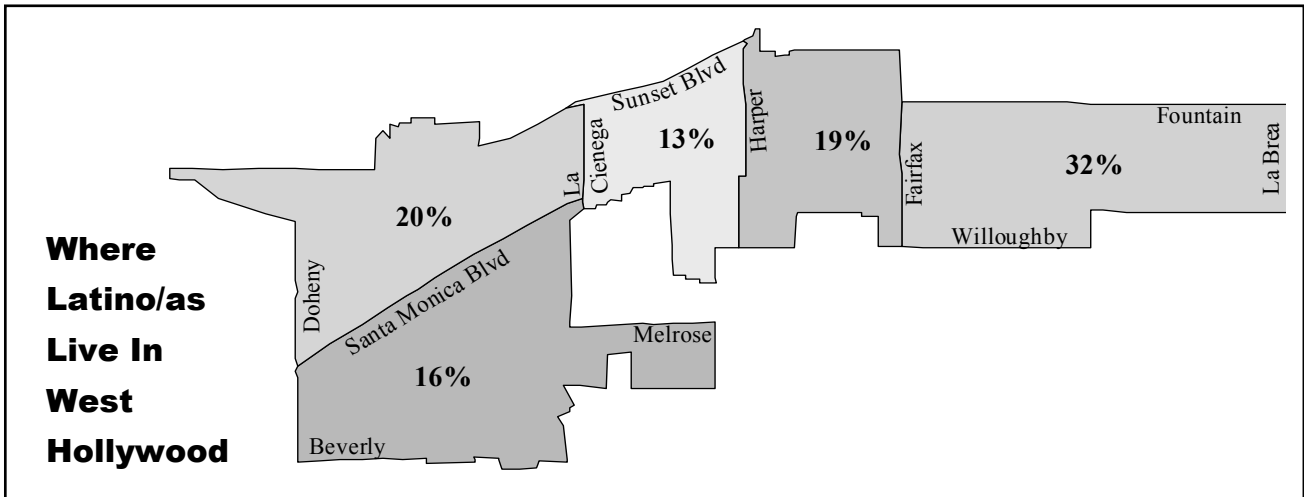 Where
Latino/as
Live In
West
Hollywood
Doheny
20%
Santa Monica Blvd
16%
Beverly
Melrose
La
Cienega
Sunset Blvd
13%
Harper
19%
Fairfax
32%
Fountain
La Brea
Willoughby